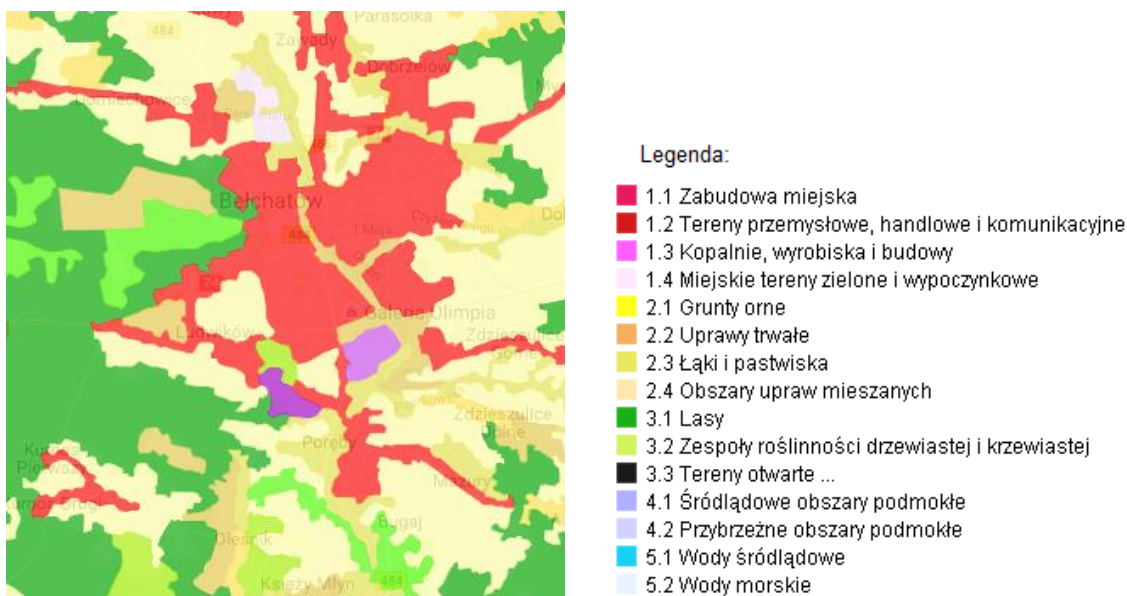 Parasolka
484
Zawady
Dobrzelów
Domiechowice
Bełchatów
484
1 Maja
Galeria Olimpia
Ludwików
Zdzieszulice
Górne
Zdzieszulice
Dolne
Poręby
Mazury
Bugaj
Oleśnik
Księży Młyn
484
Legenda:
1.1 Zabudowa miejska
1.2 Tereny przemysłowe, handlowe i komunikacyjne
1.3 Kopalnie, wyrobiska i budowy
1.4 Miejskie tereny zielone i wypoczynkowe
2.1 Grunty orne
2.2 Uprawy trwałe
2.3 Łąki i pastwiska
2.4 Obszary upraw mieszanych
3.1 Lasy
3.2 Zespoły roślinności drzewiastej i krzewiastej
3.3 Tereny otwarte ...
4.1 Śródlądowe obszary podmokłe
4.2 Przybrzeżne obszary podmokłe
5.1 Wody śródlądowe
5.2 Wody morskie